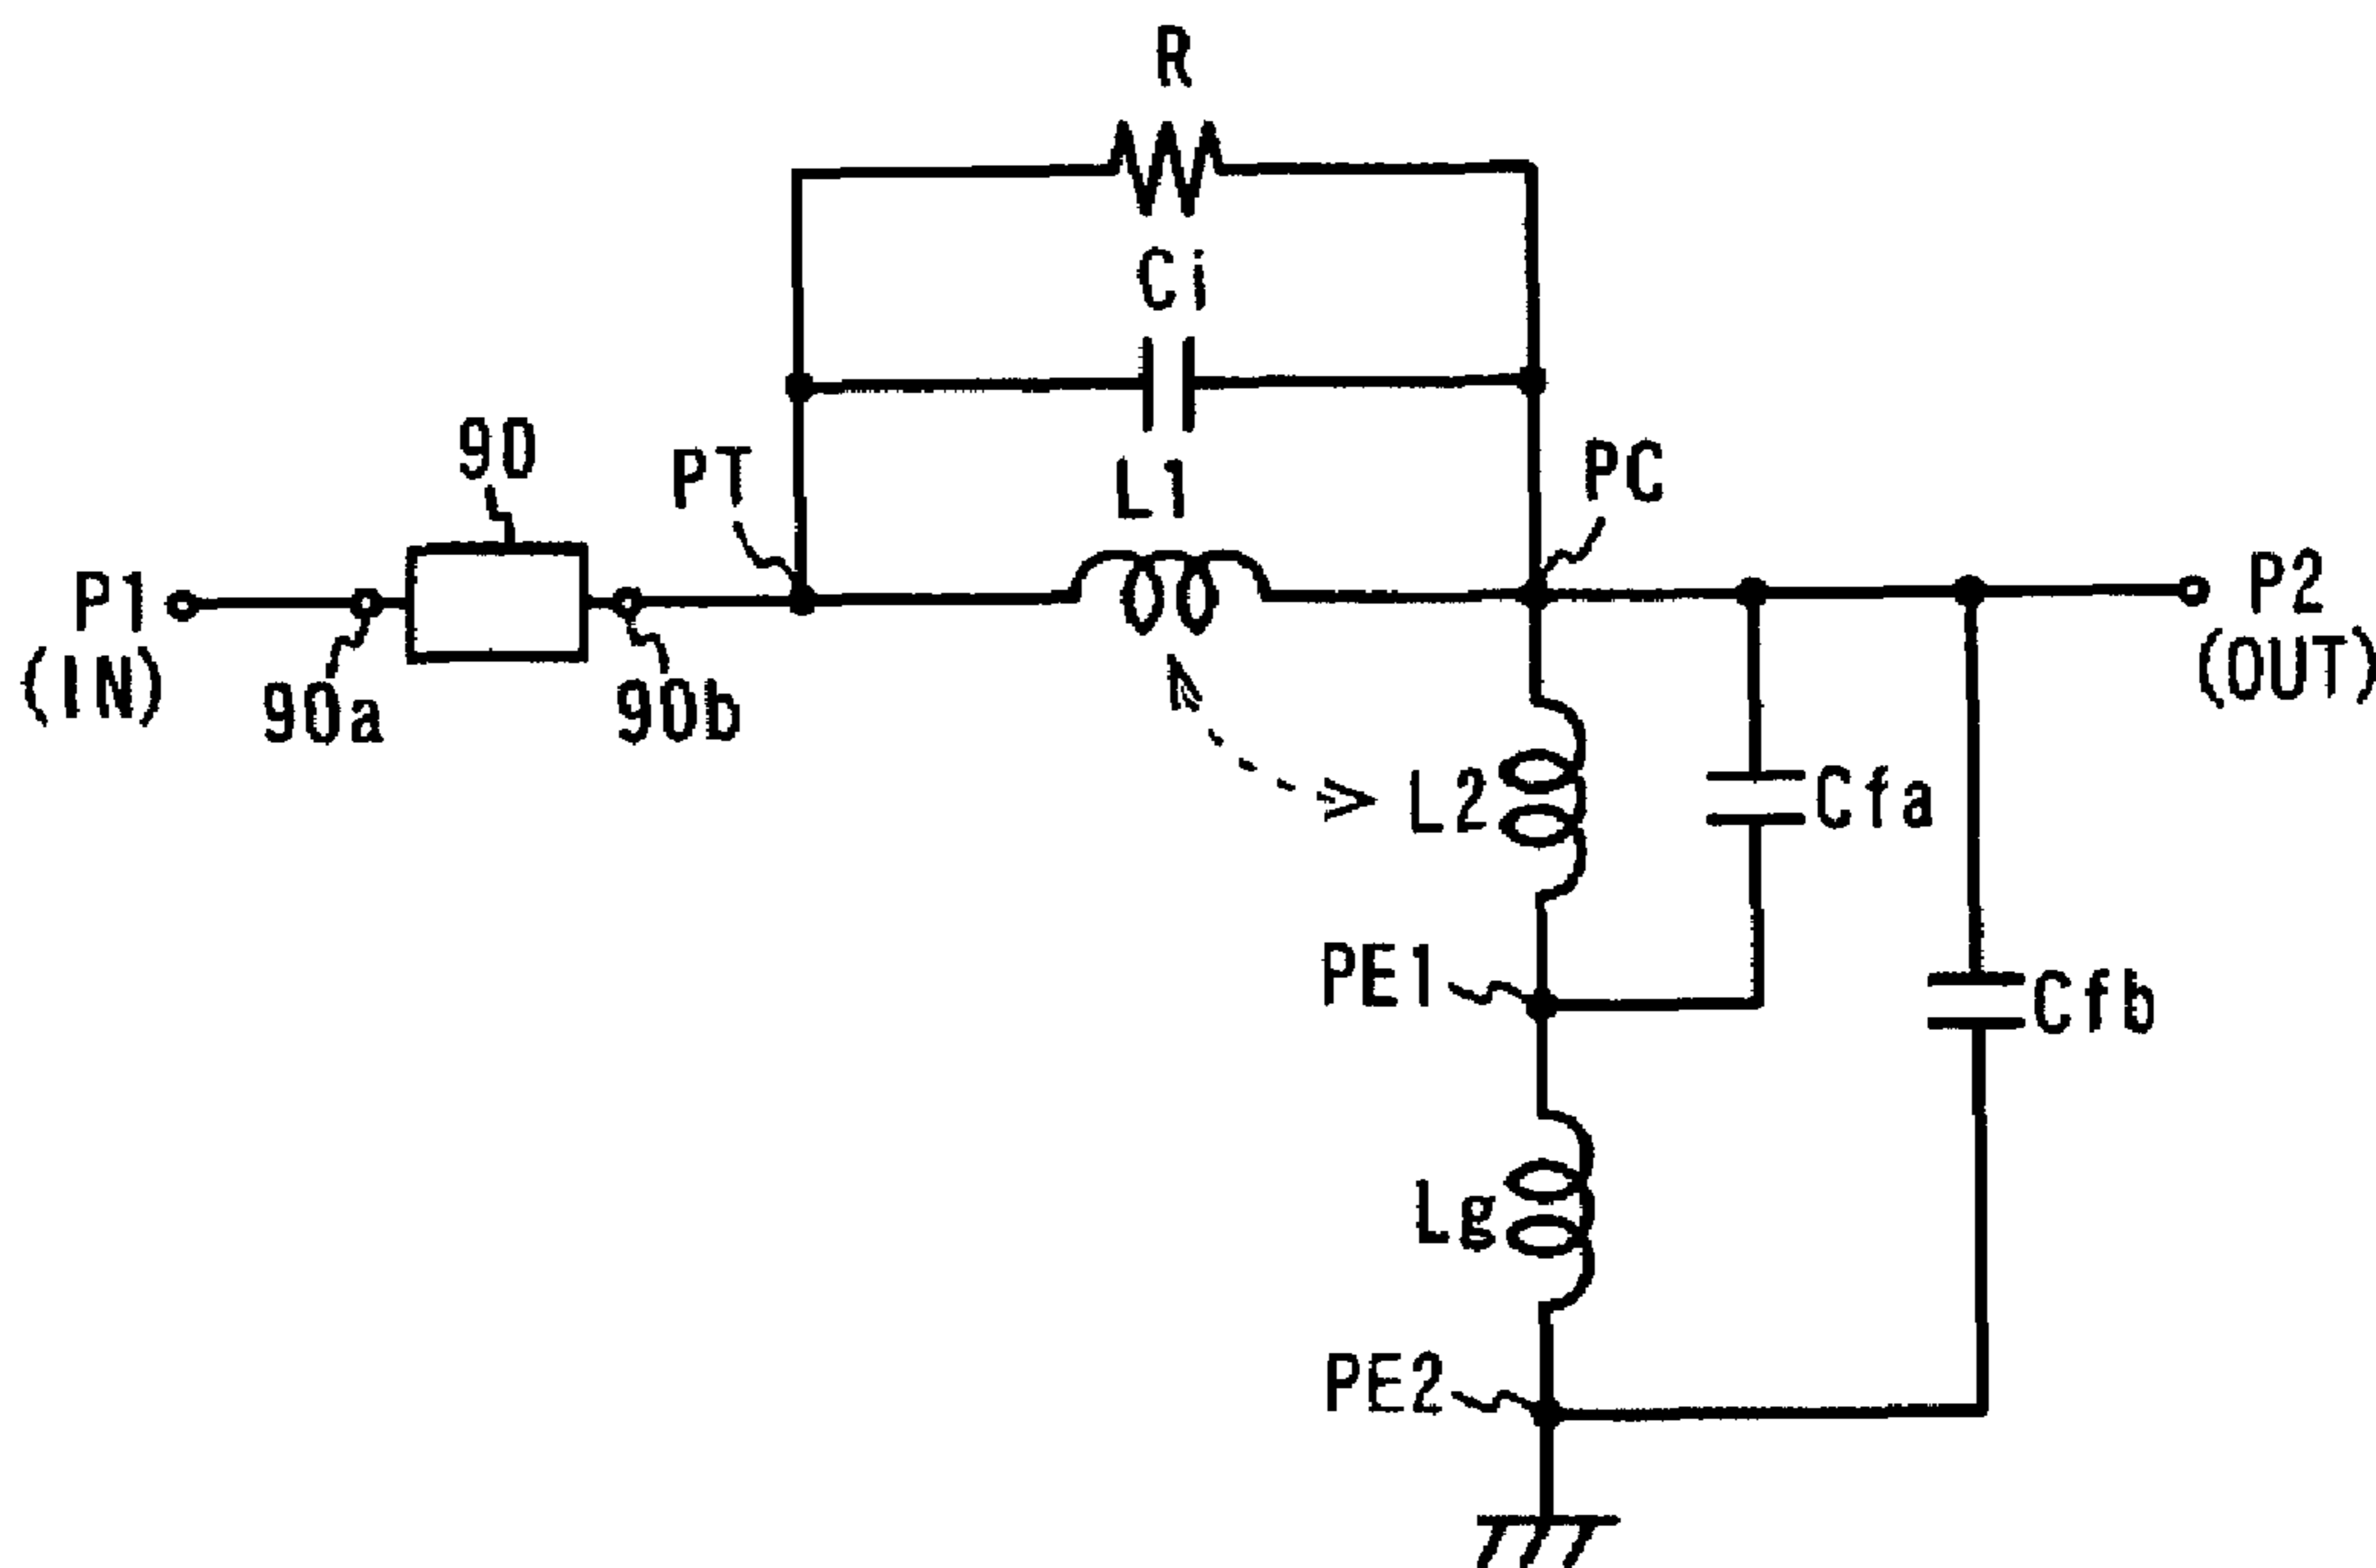 R
Ci
90
PT
L1
PC
P1
(IN)
90a
90b
P2
(OUT)
L2
Cfa
PE1
Cfb
Lg
PE2